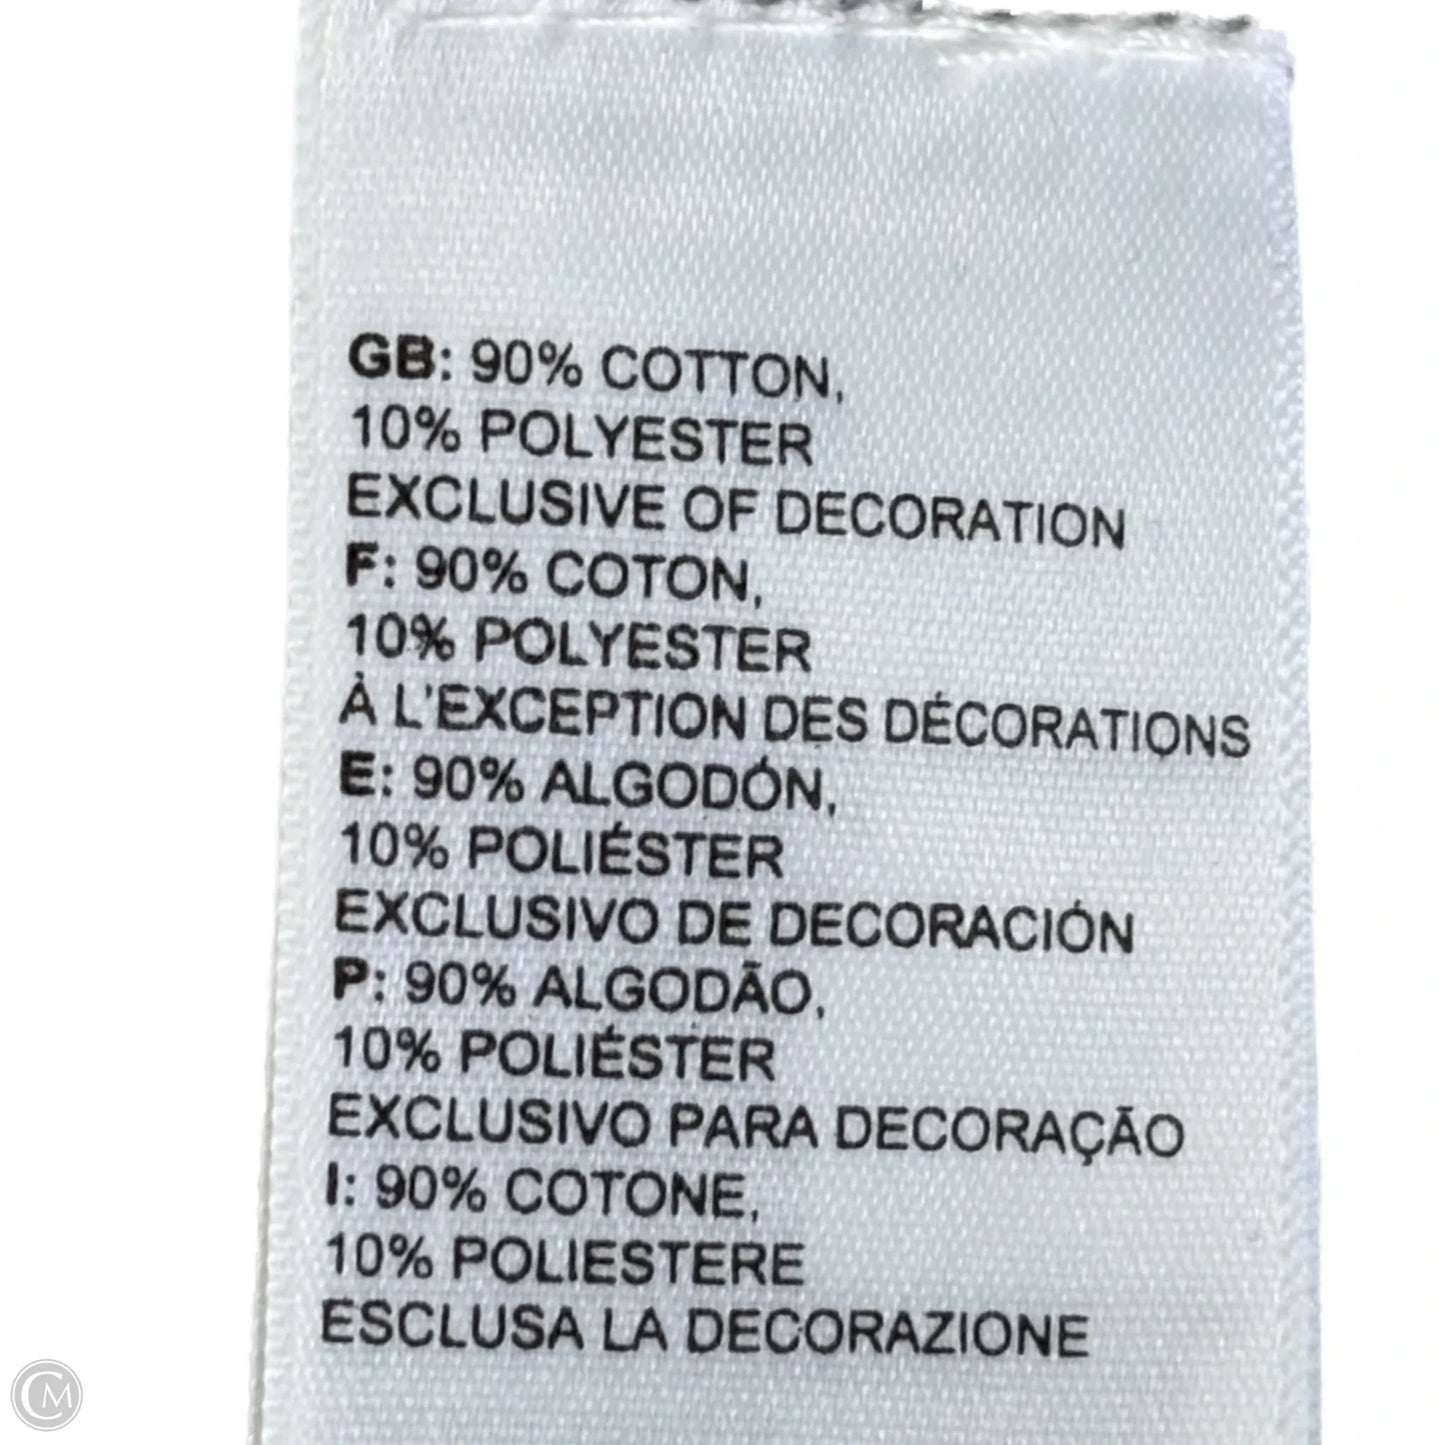 GB: 90% COTTON,
10% POLYESTER
EXCLUSIVE OF DECORATION
F: 90% COTON,
10% POLYESTER
À L'EXCEPTION DES DÉCORATIONS
E: 90% ALGODÓN,
10% POLIÉSTER
EXCLUSIVO DE DECORACIÓN
P: 90% ALGODÃO,
10% POLIÉSTER
EXCLUSIVO PARA DECORAÇÃO
I: 90% COTONE,
10% POLIESTERE
ESCLUSA LA DECORAZIONE
CM